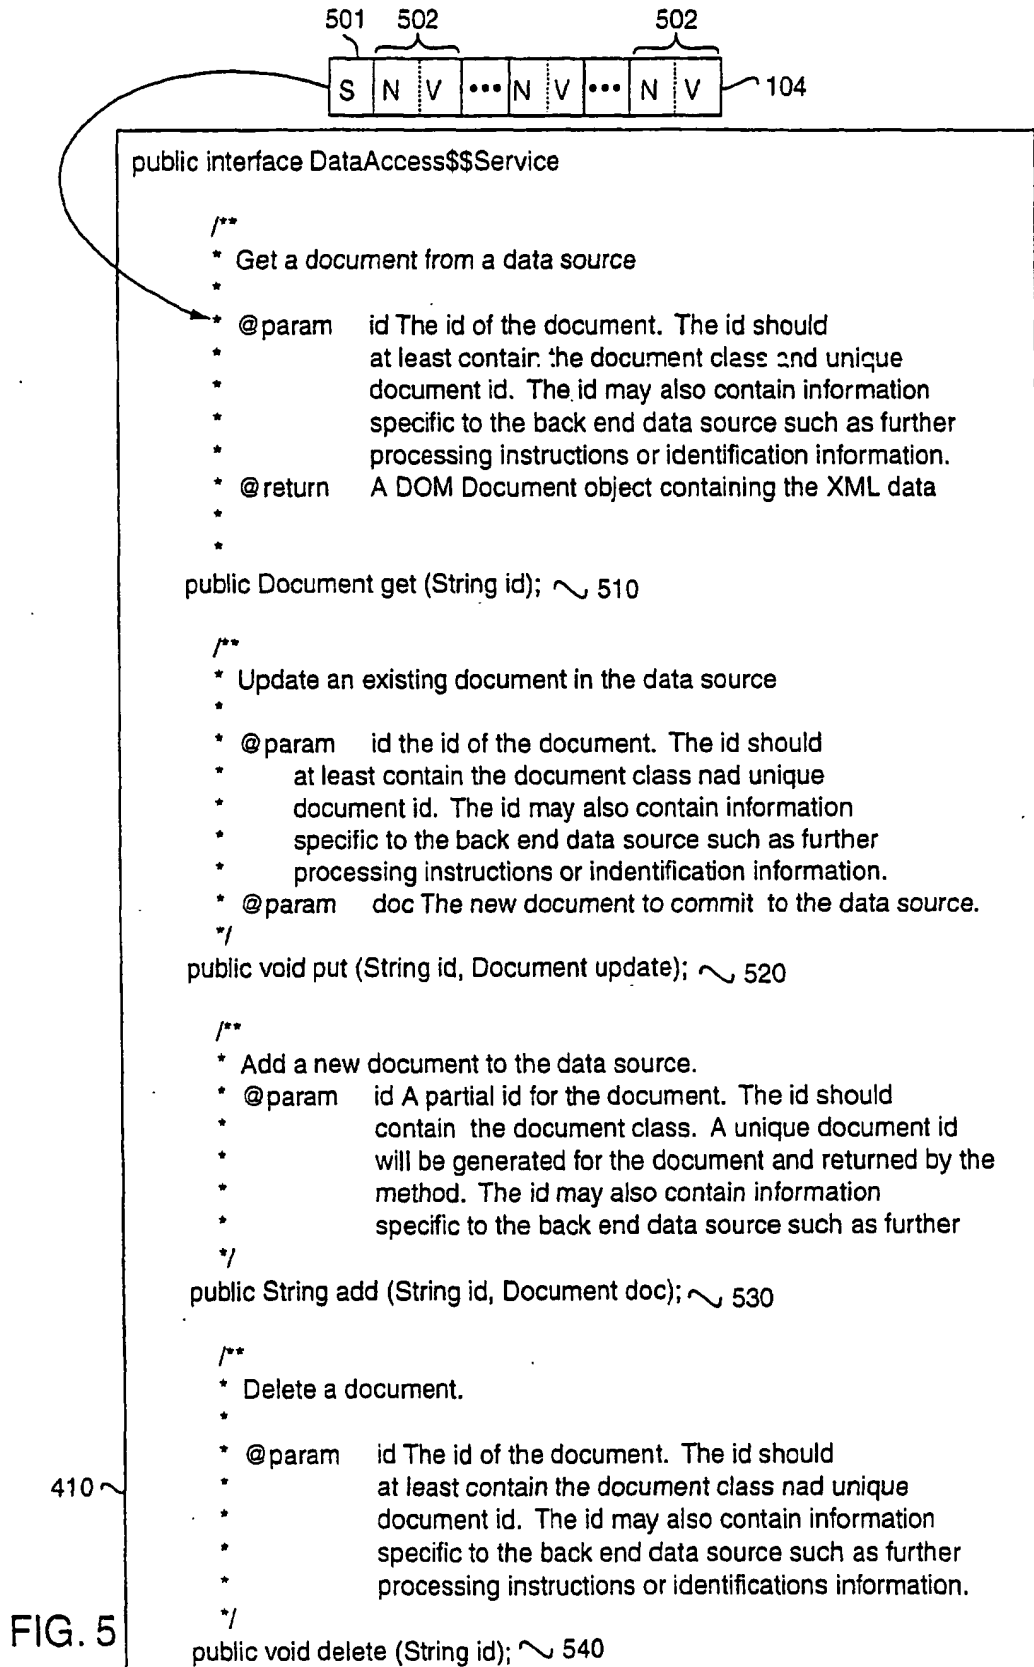 501 502 502
S N V ••• N V ••• N V 104
public interface DataAccess$$Service
/**
* Get a document from a data source
*
* @param id The id of the document. The id should
* at least contain the document class and unique
* document id. The id may also contain information
* specific to the back end data source such as further
* processing instructions or identification information.
* @return A DOM Document object containing the XML data
*
*
public Document get (String id); 510
/**
* Update an existing document in the data source
*
* @param id the id of the document. The id should
* at least contain the document class nad unique
* document id. The id may also contain information
* specific to the back end data source such as further
* processing instructions or indentification information.
* @param doc The new document to commit to the data source.
*/
public void put (String id, Document update); 520
/**
* Add a new document to the data source.
* @param id A partial id for the document. The id should
* contain the document class. A unique document id
* will be generated for the document and returned by the
* method. The id may also contain information
* specific to the back end data source such as further
*/
public String add (String id, Document doc); 530
/**
* Delete a document.
*
* @param id The id of the document. The id should
410 * at least contain the document class nad unique
* document id. The id may also contain information
* specific to the back end data source such as further
* processing instructions or identifications information.
*/
FIG. 5
public void delete (String id); 540